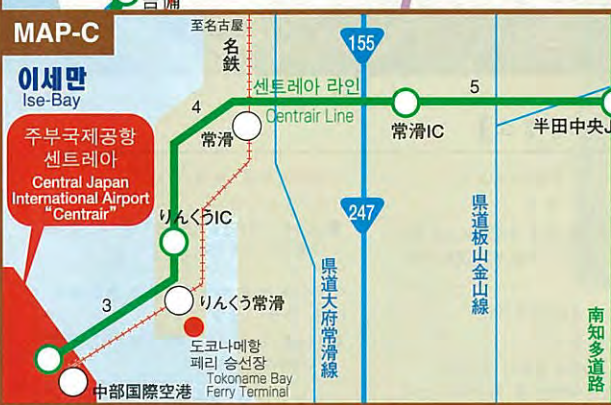 MAP-C
이세만
Ise-Bay
주부국제공항
센트레아
Central Japan
International Airport
"Centrair"
至名古屋
名
鉄
155
센트레아 라인
Centrair Line
4
5
常滑
常滑IC
半田中央J
りんくうIC
247
3
りんくう常滑
도코나메항
페리 승선장
Tokoname Bay
Ferry Terminal
中部国際空港
県道大府常滑線
県道板山金山線
南知多道路